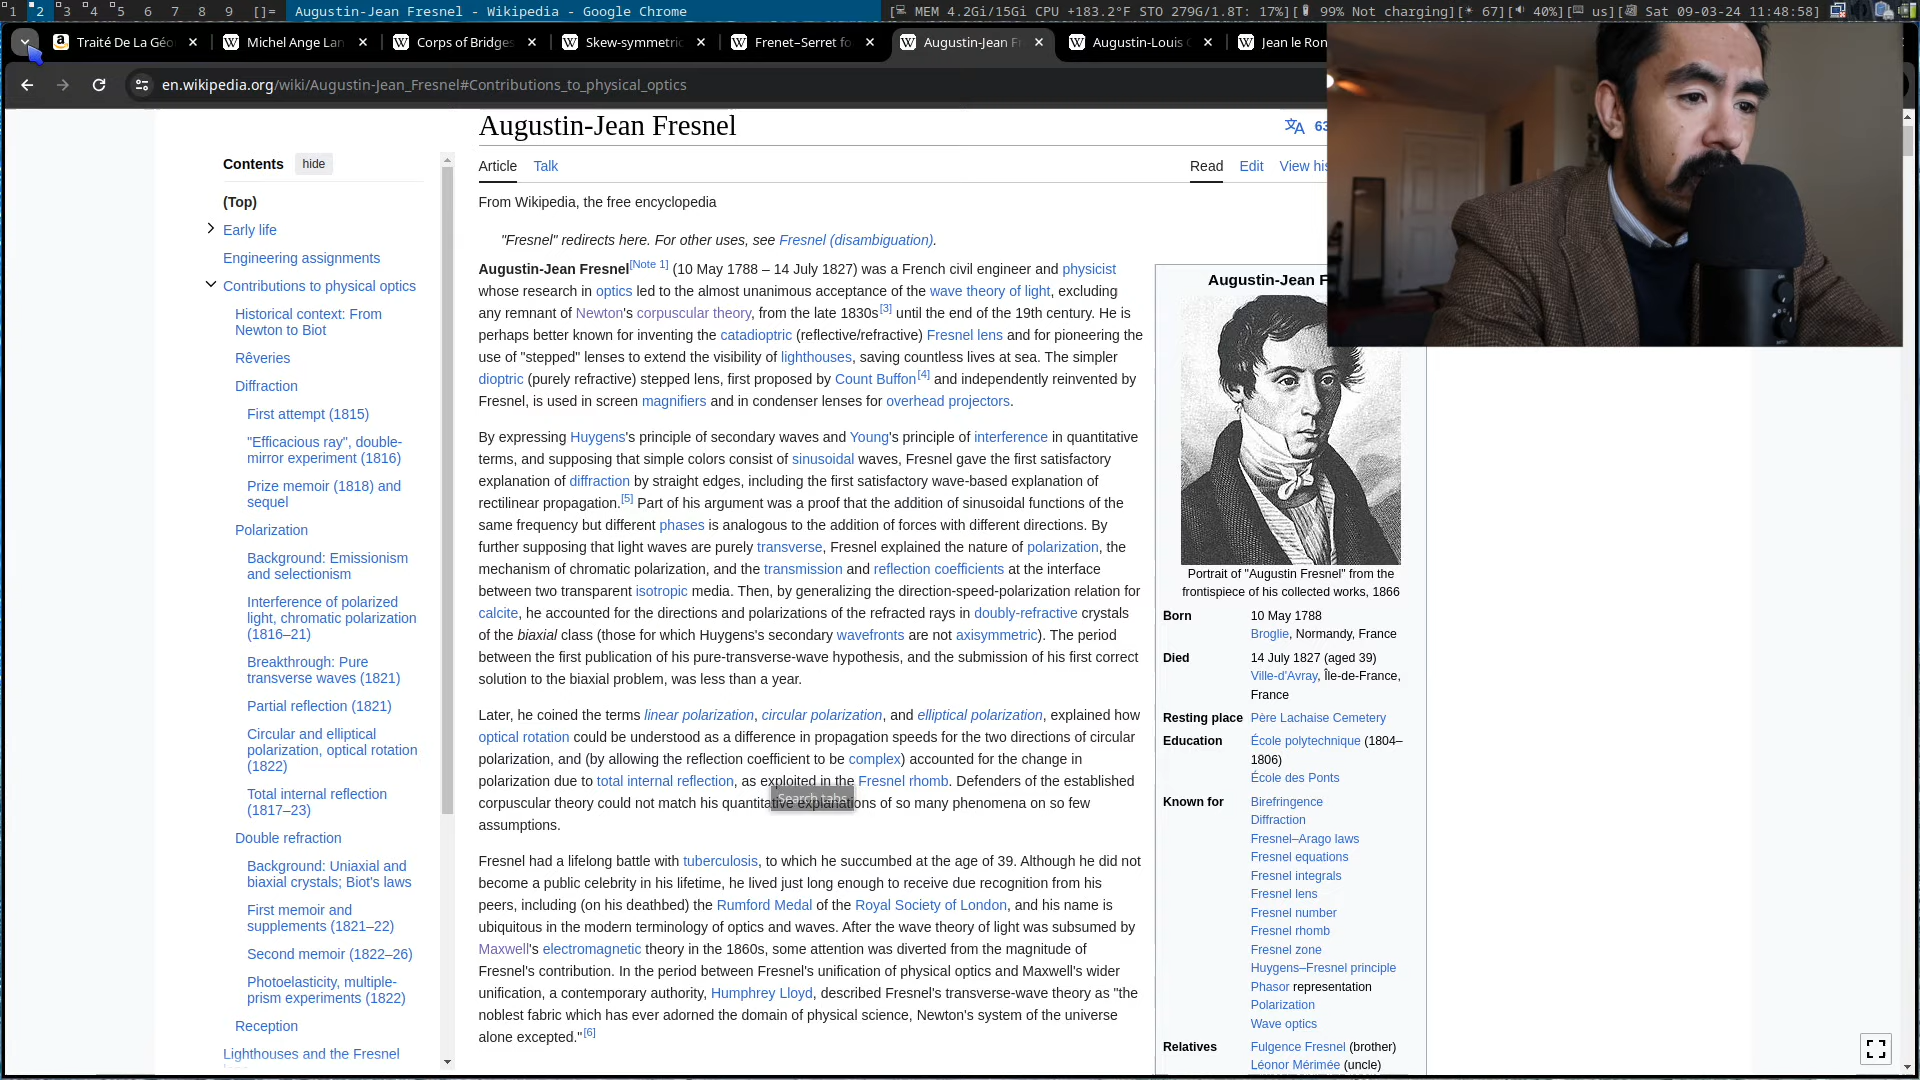 1 2 3 4 5 6 7 8 9 []= Augustin-Jean Fresnel - Wikipedia - Google Chrome MEM 4.2Gi/15Gi CPU +183.2°F STO 279G/1.8T: 17% 99% Not charging 67 40% us Sat 09-03-24 11:48:58
Traité De La Géo Michel Ange Lan Corps of Bridges Skew-symmetric Frenet–Serret fo Augustin-Jean Fr Augustin-Louis C Jean le Ron
en.wikipedia.org/wiki/Augustin-Jean_Fresnel#Contributions_to_physical_optics
Contents hide
(Top)
Early life
Engineering assignments
Contributions to physical optics
Historical context: From
Newton to Biot
Rêveries
Diffraction
First attempt (1815)
"Efficacious ray", double-
mirror experiment (1816)
Prize memoir (1818) and
sequel
Polarization
Background: Emissionism
and selectionism
Interference of polarized
light, chromatic polarization
(1816–21)
Breakthrough: Pure
transverse waves (1821)
Partial reflection (1821)
Circular and elliptical
polarization, optical rotation
(1822)
Total internal reflection
(1817–23)
Double refraction
Background: Uniaxial and
biaxial crystals; Biot's laws
First memoir and
supplements (1821–22)
Second memoir (1822–26)
Photoelasticity, multiple-
prism experiments (1822)
Reception
Lighthouses and the Fresnel
Augustin-Jean Fresnel
63
Article Talk Read Edit View his
From Wikipedia, the free encyclopedia
"Fresnel" redirects here. For other uses, see Fresnel (disambiguation).
Augustin-Jean Fresnel[Note 1] (10 May 1788 – 14 July 1827) was a French civil engineer and physicist
whose research in optics led to the almost unanimous acceptance of the wave theory of light, excluding
any remnant of Newton's corpuscular theory, from the late 1830s[3] until the end of the 19th century. He is
perhaps better known for inventing the catadioptric (reflective/refractive) Fresnel lens and for pioneering the
use of "stepped" lenses to extend the visibility of lighthouses, saving countless lives at sea. The simpler
dioptric (purely refractive) stepped lens, first proposed by Count Buffon[4] and independently reinvented by
Fresnel, is used in screen magnifiers and in condenser lenses for overhead projectors.
By expressing Huygens's principle of secondary waves and Young's principle of interference in quantitative
terms, and supposing that simple colors consist of sinusoidal waves, Fresnel gave the first satisfactory
explanation of diffraction by straight edges, including the first satisfactory wave-based explanation of
rectilinear propagation.[5] Part of his argument was a proof that the addition of sinusoidal functions of the
same frequency but different phases is analogous to the addition of forces with different directions. By
further supposing that light waves are purely transverse, Fresnel explained the nature of polarization, the
mechanism of chromatic polarization, and the transmission and reflection coefficients at the interface
between two transparent isotropic media. Then, by generalizing the direction-speed-polarization relation for
calcite, he accounted for the directions and polarizations of the refracted rays in doubly-refractive crystals
of the biaxial class (those for which Huygens's secondary wavefronts are not axisymmetric). The period
between the first publication of his pure-transverse-wave hypothesis, and the submission of his first correct
solution to the biaxial problem, was less than a year.
Later, he coined the terms linear polarization, circular polarization, and elliptical polarization, explained how
optical rotation could be understood as a difference in propagation speeds for the two directions of circular
polarization, and (by allowing the reflection coefficient to be complex) accounted for the change in
polarization due to total internal reflection, as exploited in the Fresnel rhomb. Defenders of the established
Search tabs
corpuscular theory could not match his quantitative explanations of so many phenomena on so few
assumptions.
Fresnel had a lifelong battle with tuberculosis, to which he succumbed at the age of 39. Although he did not
become a public celebrity in his lifetime, he lived just long enough to receive due recognition from his
peers, including (on his deathbed) the Rumford Medal of the Royal Society of London, and his name is
ubiquitous in the modern terminology of optics and waves. After the wave theory of light was subsumed by
Maxwell's electromagnetic theory in the 1860s, some attention was diverted from the magnitude of
Fresnel's contribution. In the period between Fresnel's unification of physical optics and Maxwell's wider
unification, a contemporary authority, Humphrey Lloyd, described Fresnel's transverse-wave theory as "the
noblest fabric which has ever adorned the domain of physical science, Newton's system of the universe
alone excepted."[6]
Augustin-Jean F
Portrait of "Augustin Fresnel" from the
frontispiece of his collected works, 1866
Born 10 May 1788
Broglie, Normandy, France
Died 14 July 1827 (aged 39)
Ville-d'Avray, Île-de-France,
France
Resting place Père Lachaise Cemetery
Education École polytechnique (1804–
1806)
École des Ponts
Known for Birefringence
Diffraction
Fresnel–Arago laws
Fresnel equations
Fresnel integrals
Fresnel lens
Fresnel number
Fresnel rhomb
Fresnel zone
Huygens–Fresnel principle
Phasor representation
Polarization
Wave optics
Relatives Fulgence Fresnel (brother)
Léonor Mérimée (uncle)